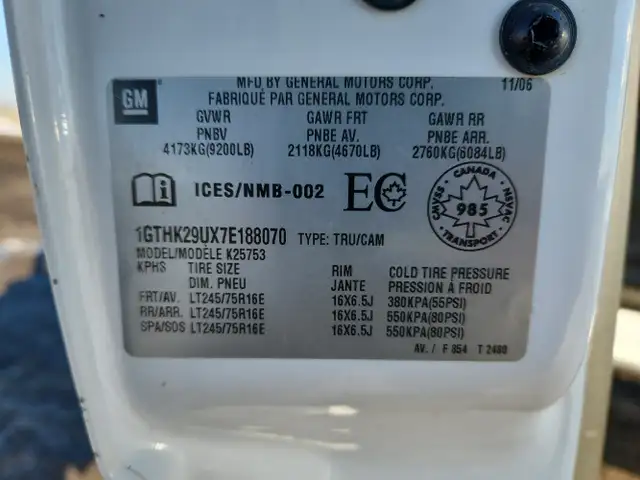 MFD BY GENERAL MOTORS CORP. 11/06
GM
FABRIQUÉ PAR GENERAL MOTORS CORP.
GVWR GAWR FRT GAWR RR
PNBV PNBE AV. PNBE ARR.
4173KG(9200LB) 2118KG(4670LB) 2760KG(6084LB)
ICES/NMB-002 EC
CANADA
985
TRANSPORT
1GTHK29UX7E188070 TYPE: TRU/CAM
MODEL/MODÈLE K25753
KPHS TIRE SIZE RIM COLD TIRE PRESSURE
DIM. PNEU JANTE PRESSION À FROID
FRT/AV. LT245/75R16E 16X6.5J 380KPA(55PSI)
RR/ARR. LT245/75R16E 16X6.5J 550KPA(80PSI)
SPA/SOS LT245/75R16E 16X6.5J 550KPA(80PSI)
AV. / F 854 T 2480